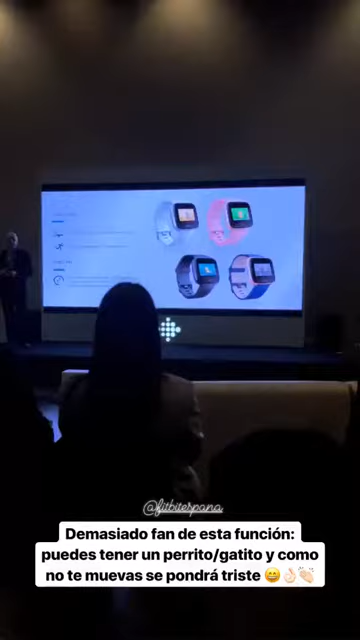 @fitbitespana
Demasiado fan de esta función:
puedes tener un perrito/gatito y como
no te muevas se pondrá triste 😄👌🏻👏🏻